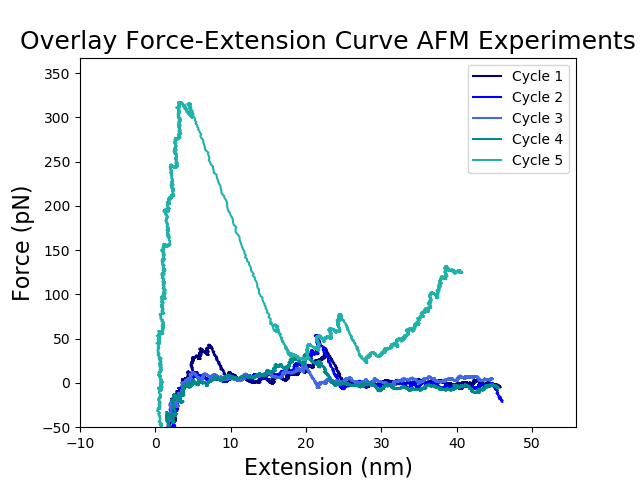 Overlay Force-Extension Curve AFM Experiments
Cycle 1
Cycle 2
Cycle 3
Cycle 4
Cycle 5
Force (pN)
350
300
250
200
150
100
50
0
−50
−10
0
10
20
30
40
50
Extension (nm)